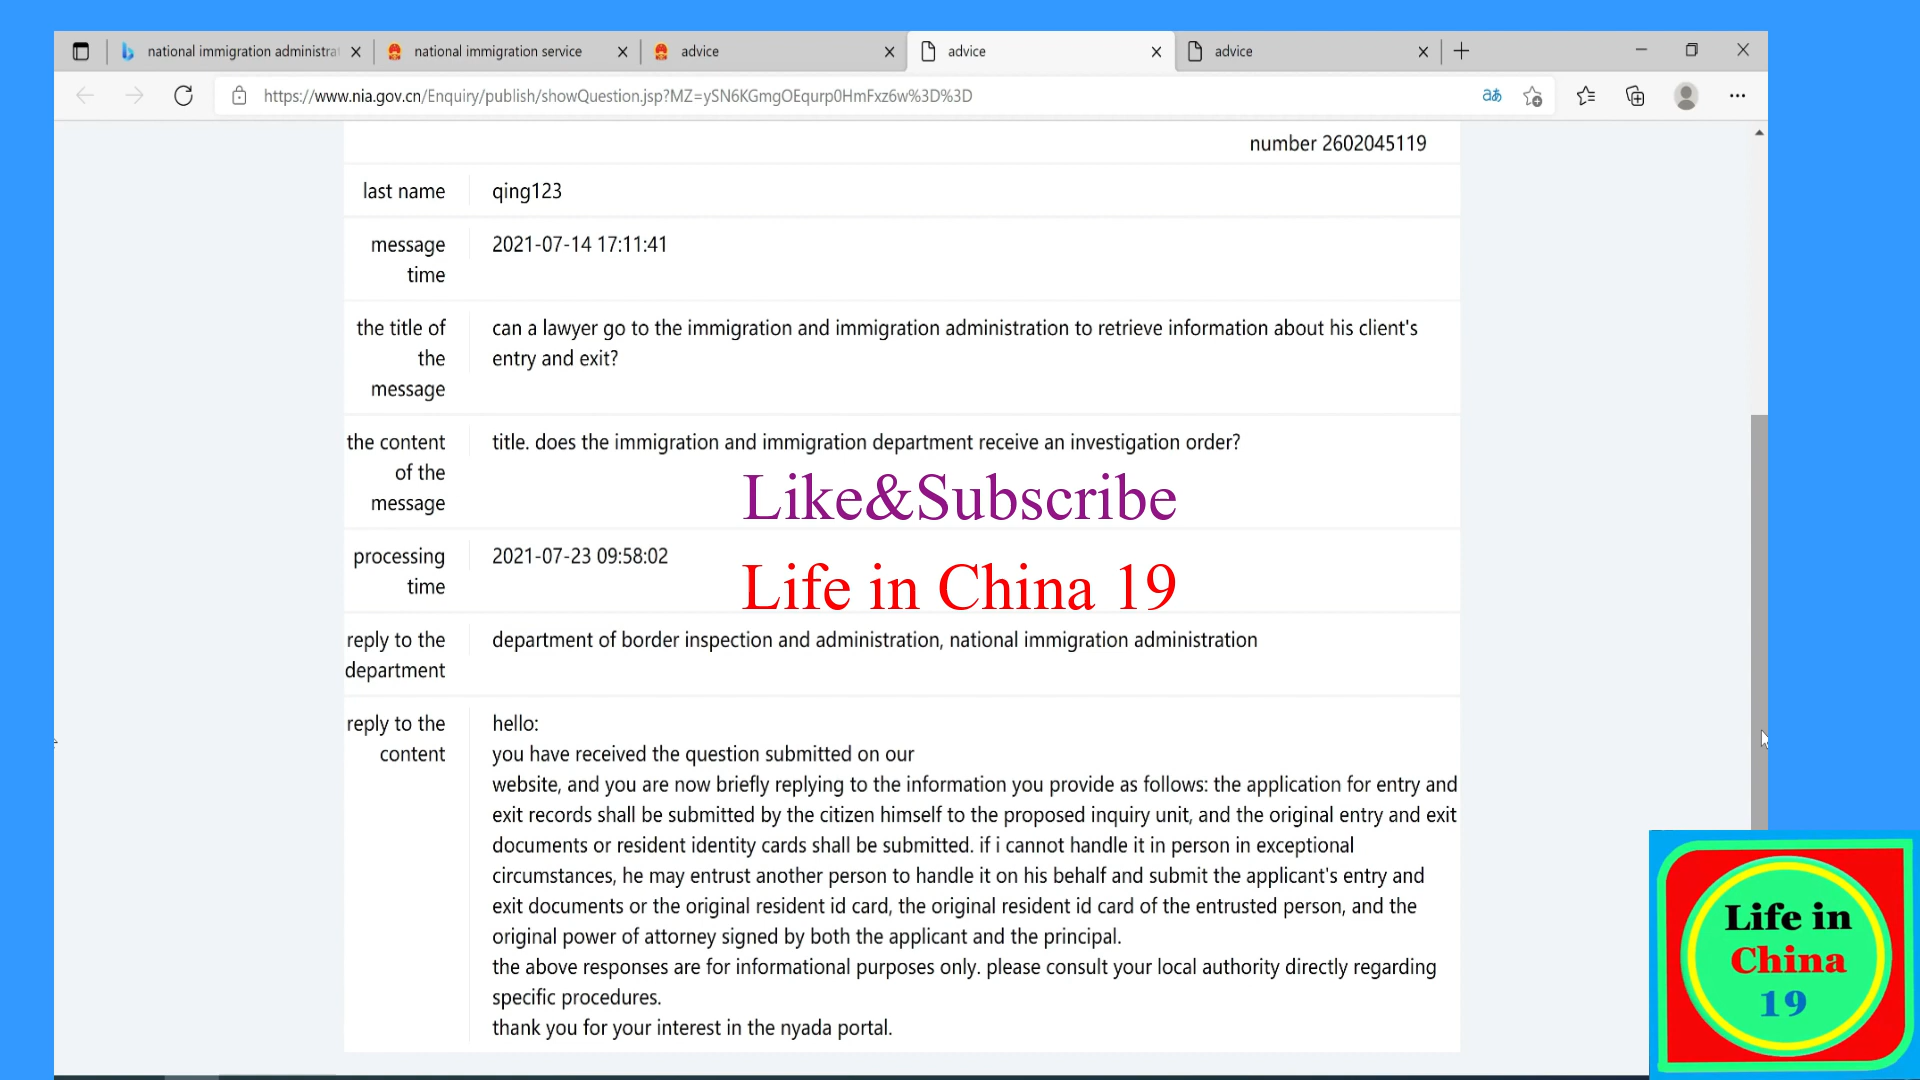 national immigration administra
national immigration service
advice
advice
advice
https://www.nia.gov.cn/Enquiry/publish/showQuestion.jsp?MZ=ySN6KGmgOEqurp0HmFxz6w%3D%3D
number 2602045119
last name
qing123
message
time
2021-07-14 17:11:41
the title of
the
message
can a lawyer go to the immigration and immigration administration to retrieve information about his client's
entry and exit?
the content
of the
message
title. does the immigration and immigration department receive an investigation order?
Like&Subscribe
processing
time
2021-07-23 09:58:02
Life in China 19
reply to the
department
department of border inspection and administration, national immigration administration
reply to the
content
hello:
you have received the question submitted on our
website, and you are now briefly replying to the information you provide as follows: the application for entry and
exit records shall be submitted by the citizen himself to the proposed inquiry unit, and the original entry and exit
documents or resident identity cards shall be submitted. if i cannot handle it in person in exceptional
circumstances, he may entrust another person to handle it on his behalf and submit the applicant's entry and
exit documents or the original resident id card, the original resident id card of the entrusted person, and the
original power of attorney signed by both the applicant and the principal.
the above responses are for informational purposes only. please consult your local authority directly regarding
specific procedures.
thank you for your interest in the nyada portal.
Life in
China
19